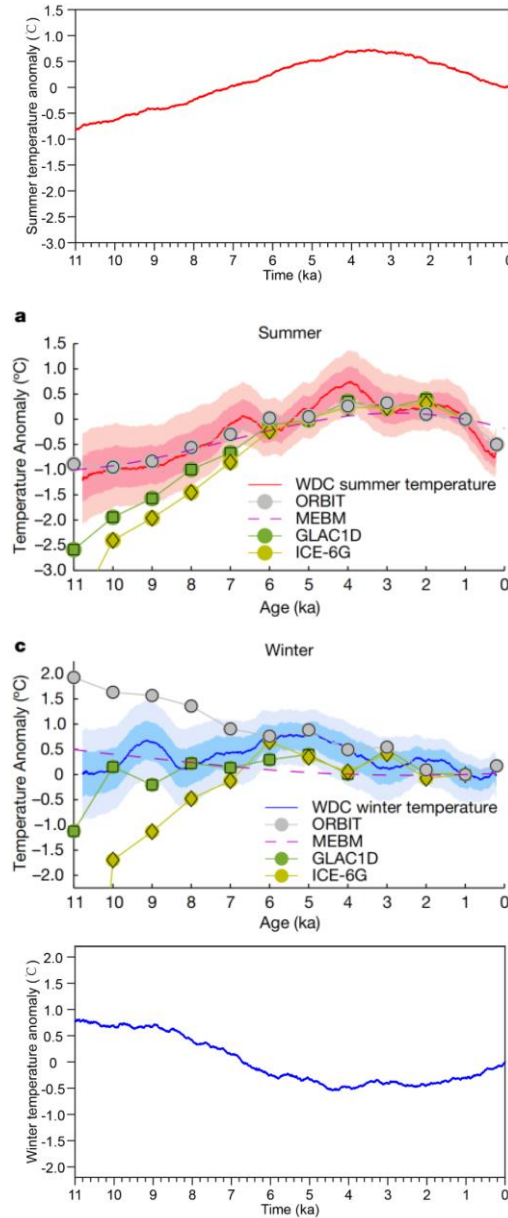 Summer temperature anomaly (℃)
1.5
1.0
0.5
0
-0.5
-1.0
-1.5
-2.0
-2.5
-3.0
11 10 9 8 7 6 5 4 3 2 1 0
Time (ka)
a
Summer
Temperature Anomaly (ºC)
1.5
1.0
0.5
0
−0.5
−1.0
−1.5
−2.0
−2.5
−3.0
WDC summer temperature
ORBIT
MEBM
GLAC1D
ICE-6G
11 10 9 8 7 6 5 4 3 2 1 0
Age (ka)
c
Winter
Temperature Anomaly (ºC)
2.0
1.5
1.0
0.5
0
−0.5
−1.0
−1.5
−2.0
WDC winter temperature
ORBIT
MEBM
GLAC1D
ICE-6G
11 10 9 8 7 6 5 4 3 2 1 0
Age (ka)
Winter temperature anomaly (℃)
2.0
1.5
1.0
0.5
0
-0.5
-1.0
-1.5
-2.0
11 10 9 8 7 6 5 4 3 2 1 0
Time (ka)